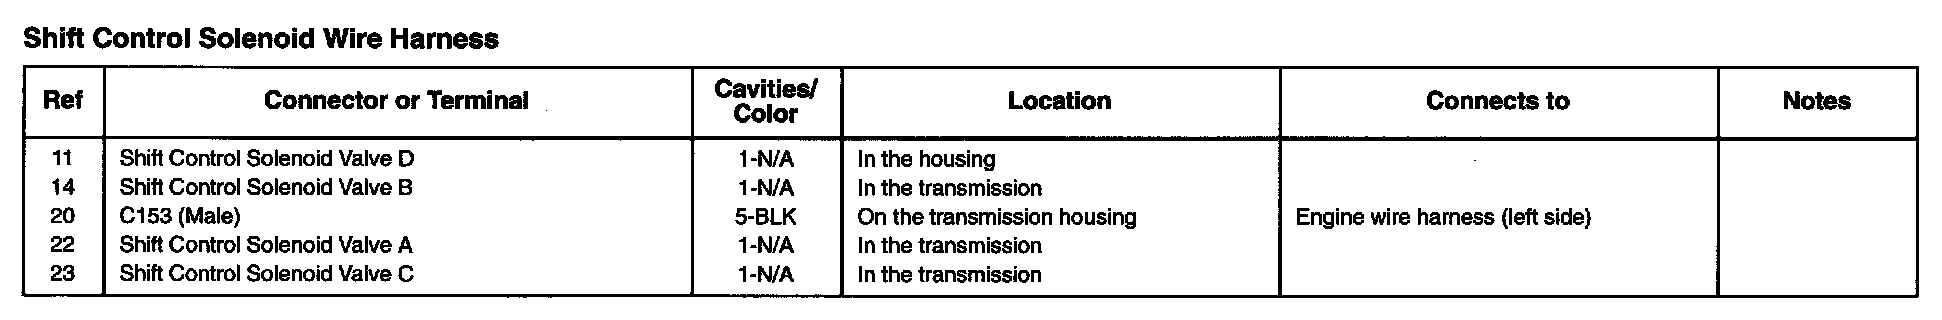 Shift Control Solenoid Wire Harness
Ref Connector or Terminal Cavities/ Color Location Connects to Notes
11 Shift Control Solenoid Valve D 1-N/A In the housing
14 Shift Control Solenoid Valve B 1-N/A In the transmission
20 C153 (Male) 5-BLK On the transmission housing Engine wire harness (left side)
22 Shift Control Solenoid Valve A 1-N/A In the transmission
23 Shift Control Solenoid Valve C 1-N/A In the transmission